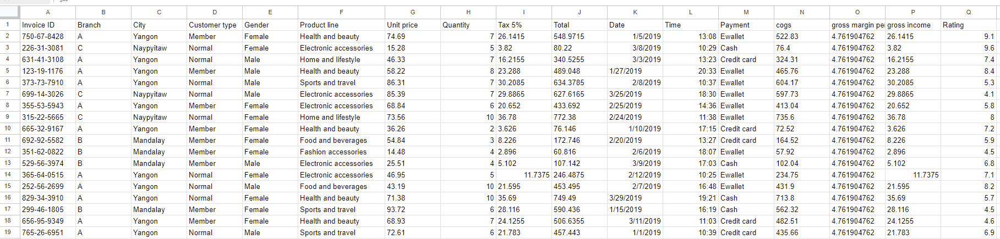 A B C D E F G H I J K L M N O P Q
1 Invoice ID Branch City Customer type Gender Product line Unit price Quantity Tax 5% Total Date Time Payment cogs gross margin per gross income Rating
2 750-67-8428 A Yangon Member Female Health and beauty 74.69 7 26.1415 548.9715 1/5/2019 13:08 Ewallet 522.83 4.761904762 26.1415 9.1
3 226-31-3081 C Naypyitaw Normal Female Electronic accessories 15.28 5 3.82 80.22 3/8/2019 10:29 Cash 76.4 4.761904762 3.82 9.6
4 631-41-3108 A Yangon Normal Male Home and lifestyle 46.33 7 16.2155 340.5255 3/3/2019 13:23 Credit card 324.31 4.761904762 16.2155 7.4
5 123-19-1176 A Yangon Member Male Health and beauty 58.22 8 23.288 489.048 1/27/2019 20:33 Ewallet 465.76 4.761904762 23.288 8.4
6 373-73-7910 A Yangon Normal Male Sports and travel 86.31 7 30.2085 634.3785 2/8/2019 10:37 Ewallet 604.17 4.761904762 30.2085 5.3
7 699-14-3026 C Naypyitaw Normal Male Electronic accessories 85.39 7 29.8865 627.6165 3/25/2019 18:30 Ewallet 597.73 4.761904762 29.8865 4.1
8 355-53-5943 A Yangon Member Female Electronic accessories 68.84 6 20.652 433.692 2/25/2019 14:36 Ewallet 413.04 4.761904762 20.652 5.8
9 315-22-5665 C Naypyitaw Normal Female Home and lifestyle 73.56 10 36.78 772.38 2/24/2019 11:38 Ewallet 735.6 4.761904762 36.78 8
10 665-32-9167 A Yangon Member Female Health and beauty 36.26 2 3.626 76.146 1/10/2019 17:15 Credit card 72.52 4.761904762 3.626 7.2
11 692-92-5582 B Mandalay Member Female Food and beverages 54.84 3 8.226 172.746 2/20/2019 13:27 Credit card 164.52 4.761904762 8.226 5.9
12 351-62-0822 B Mandalay Member Female Fashion accessories 14.48 4 2.896 60.816 2/6/2019 18:07 Ewallet 57.92 4.761904762 2.896 4.5
13 529-56-3974 B Mandalay Member Male Electronic accessories 25.51 4 5.102 107.142 3/9/2019 17:03 Cash 102.04 4.761904762 5.102 6.8
14 365-64-0515 A Yangon Normal Female Electronic accessories 46.95 5 11.7375 246.4875 2/12/2019 10:25 Ewallet 234.75 4.761904762 11.7375 7.1
15 252-56-2699 A Yangon Normal Male Food and beverages 43.19 10 21.595 453.495 2/7/2019 16:48 Ewallet 431.9 4.761904762 21.595 8.2
16 829-34-3910 A Yangon Normal Female Health and beauty 71.38 10 35.69 749.49 3/29/2019 19:21 Cash 713.8 4.761904762 35.69 5.7
17 299-46-1805 B Mandalay Member Female Sports and travel 93.72 6 28.116 590.436 1/15/2019 16:19 Cash 562.32 4.761904762 28.116 4.5
18 656-95-9349 A Yangon Member Female Health and beauty 68.93 7 24.1255 506.6355 3/11/2019 11:03 Credit card 482.51 4.761904762 24.1255 4.6
19 765-26-6951 A Yangon Normal Male Sports and travel 72.61 6 21.783 457.443 1/1/2019 10:39 Credit card 435.66 4.761904762 21.783 6.9